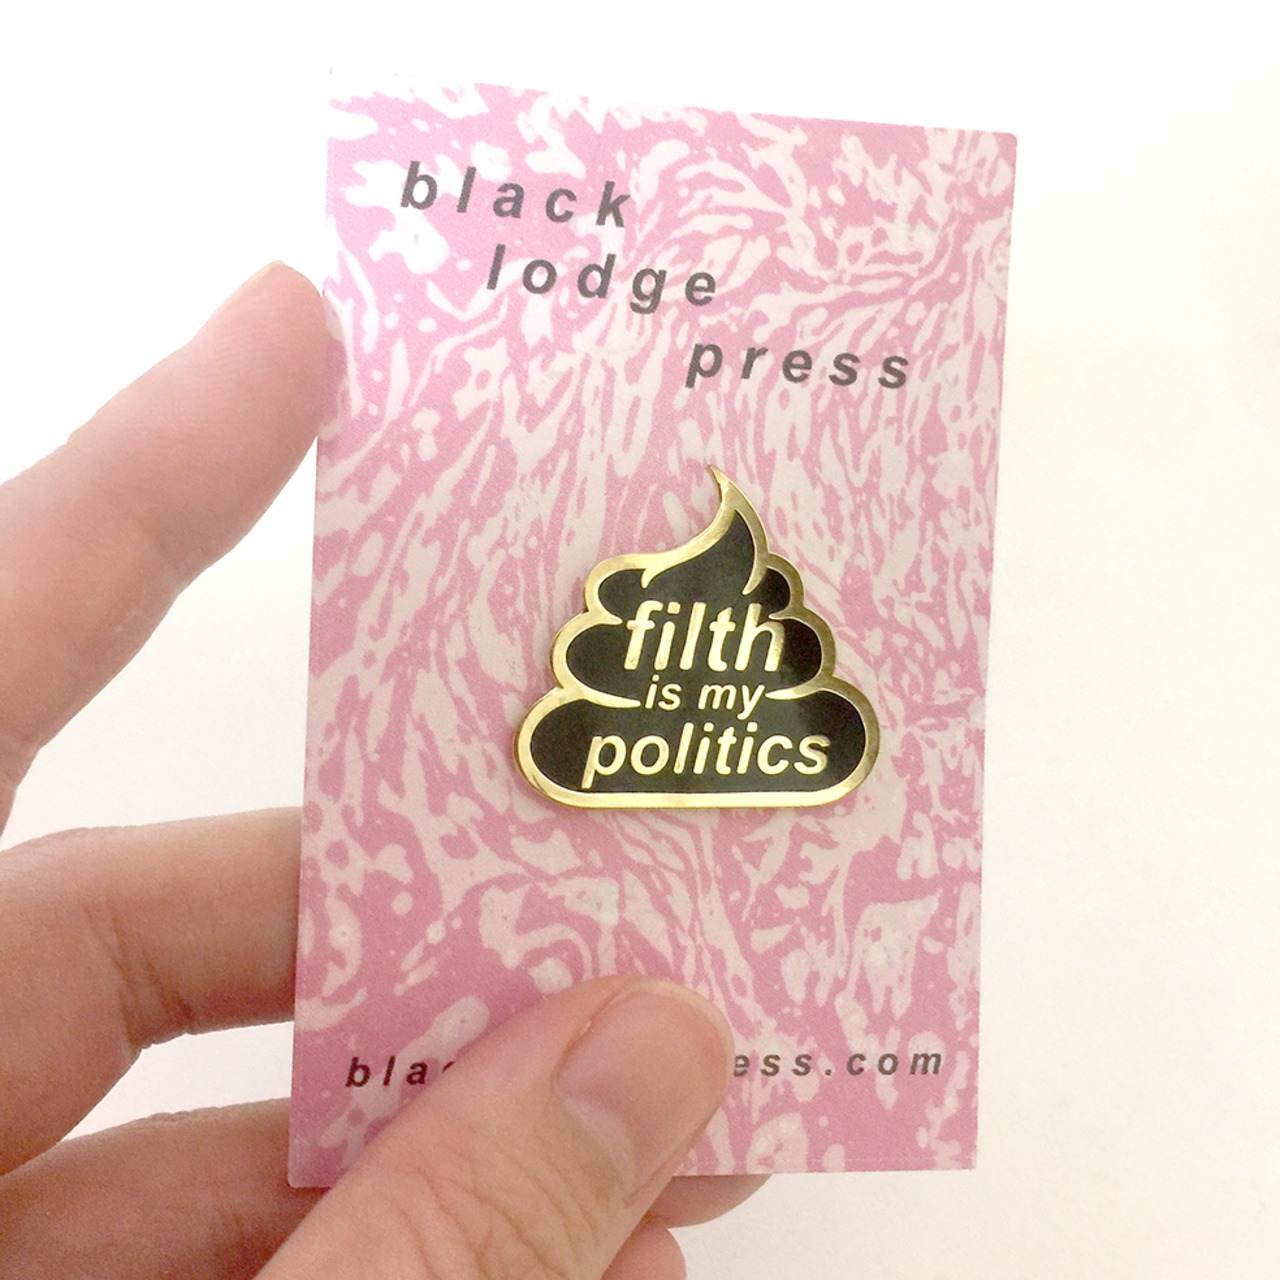 black
lodge
press
filth
is my
politics